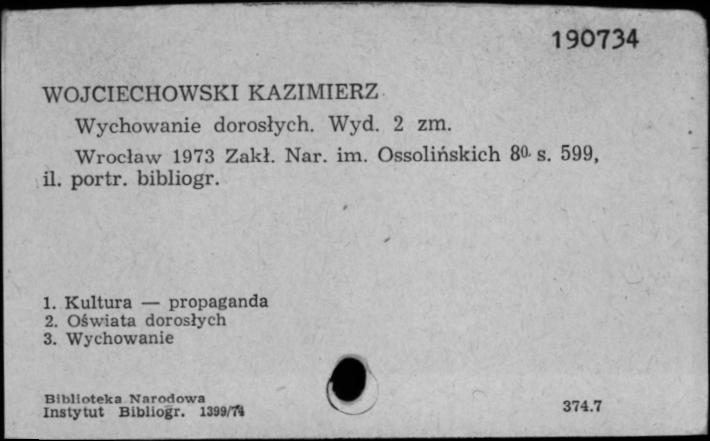 190734
WOJCIECHOWSKI KAZIMIERZ
Wychowanie dorosłych. Wyd. 2 zm.
Wrocław 1973 Zakł. Nar. im. Ossolińskich 8⁰· s. 599,
il. portr. bibliogr.
1. Kultura — propaganda
2. Oświata dorosłych
3. Wychowanie
Biblioteka Narodowa
Instytut Bibliogr. 1399/74
374.7